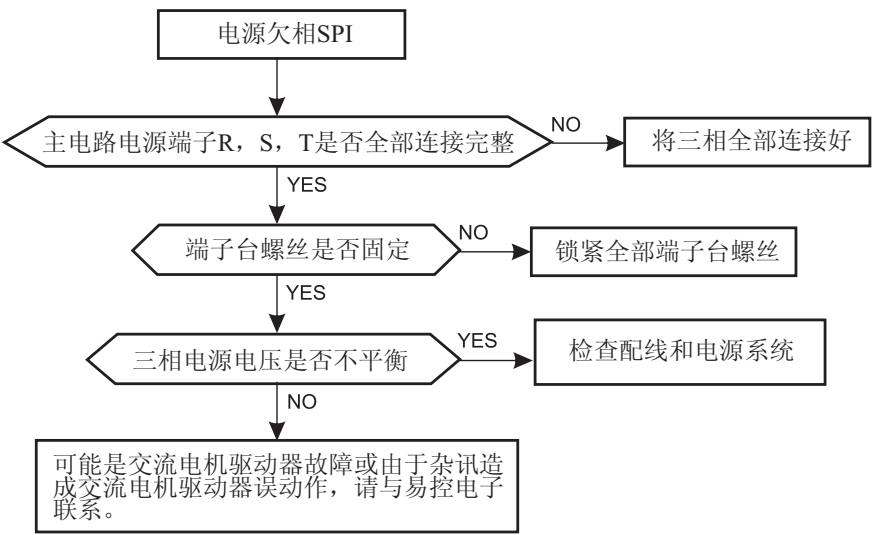 电源欠相SPI
主电路电源端子R，S，T是否全部连接完整
NO
将三相全部连接好
YES
端子台螺丝是否固定
NO
锁紧全部端子台螺丝
YES
三相电源电压是否不平衡
YES
检查配线和电源系统
NO
可能是交流电机驱动器故障或由于杂讯造
成交流电机驱动器误动作，请与易控电子
联系。